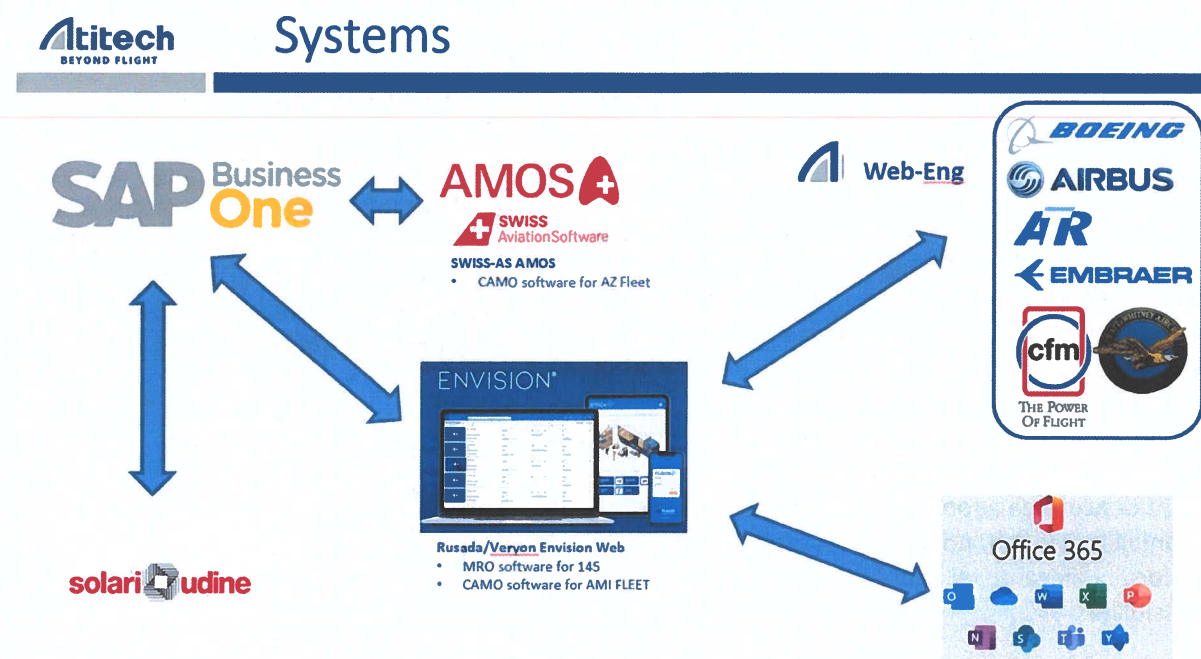 Atitech
BEYOND FLIGHT
Systems
SAP Business
One
AMOS
SWISS
AviationSoftware
SWISS-AS AMOS
• CAMO software for AZ Fleet
Web-Eng
BOEING
AIRBUS
ATR
EMBRAER
cfm
THE POWER
OF FLIGHT
ENVISION
Rusada/Veryon Envision Web
• MRO software for 145
• CAMO software for AMI FLEET
solari udine
Office 365
O W X P
N S T Y